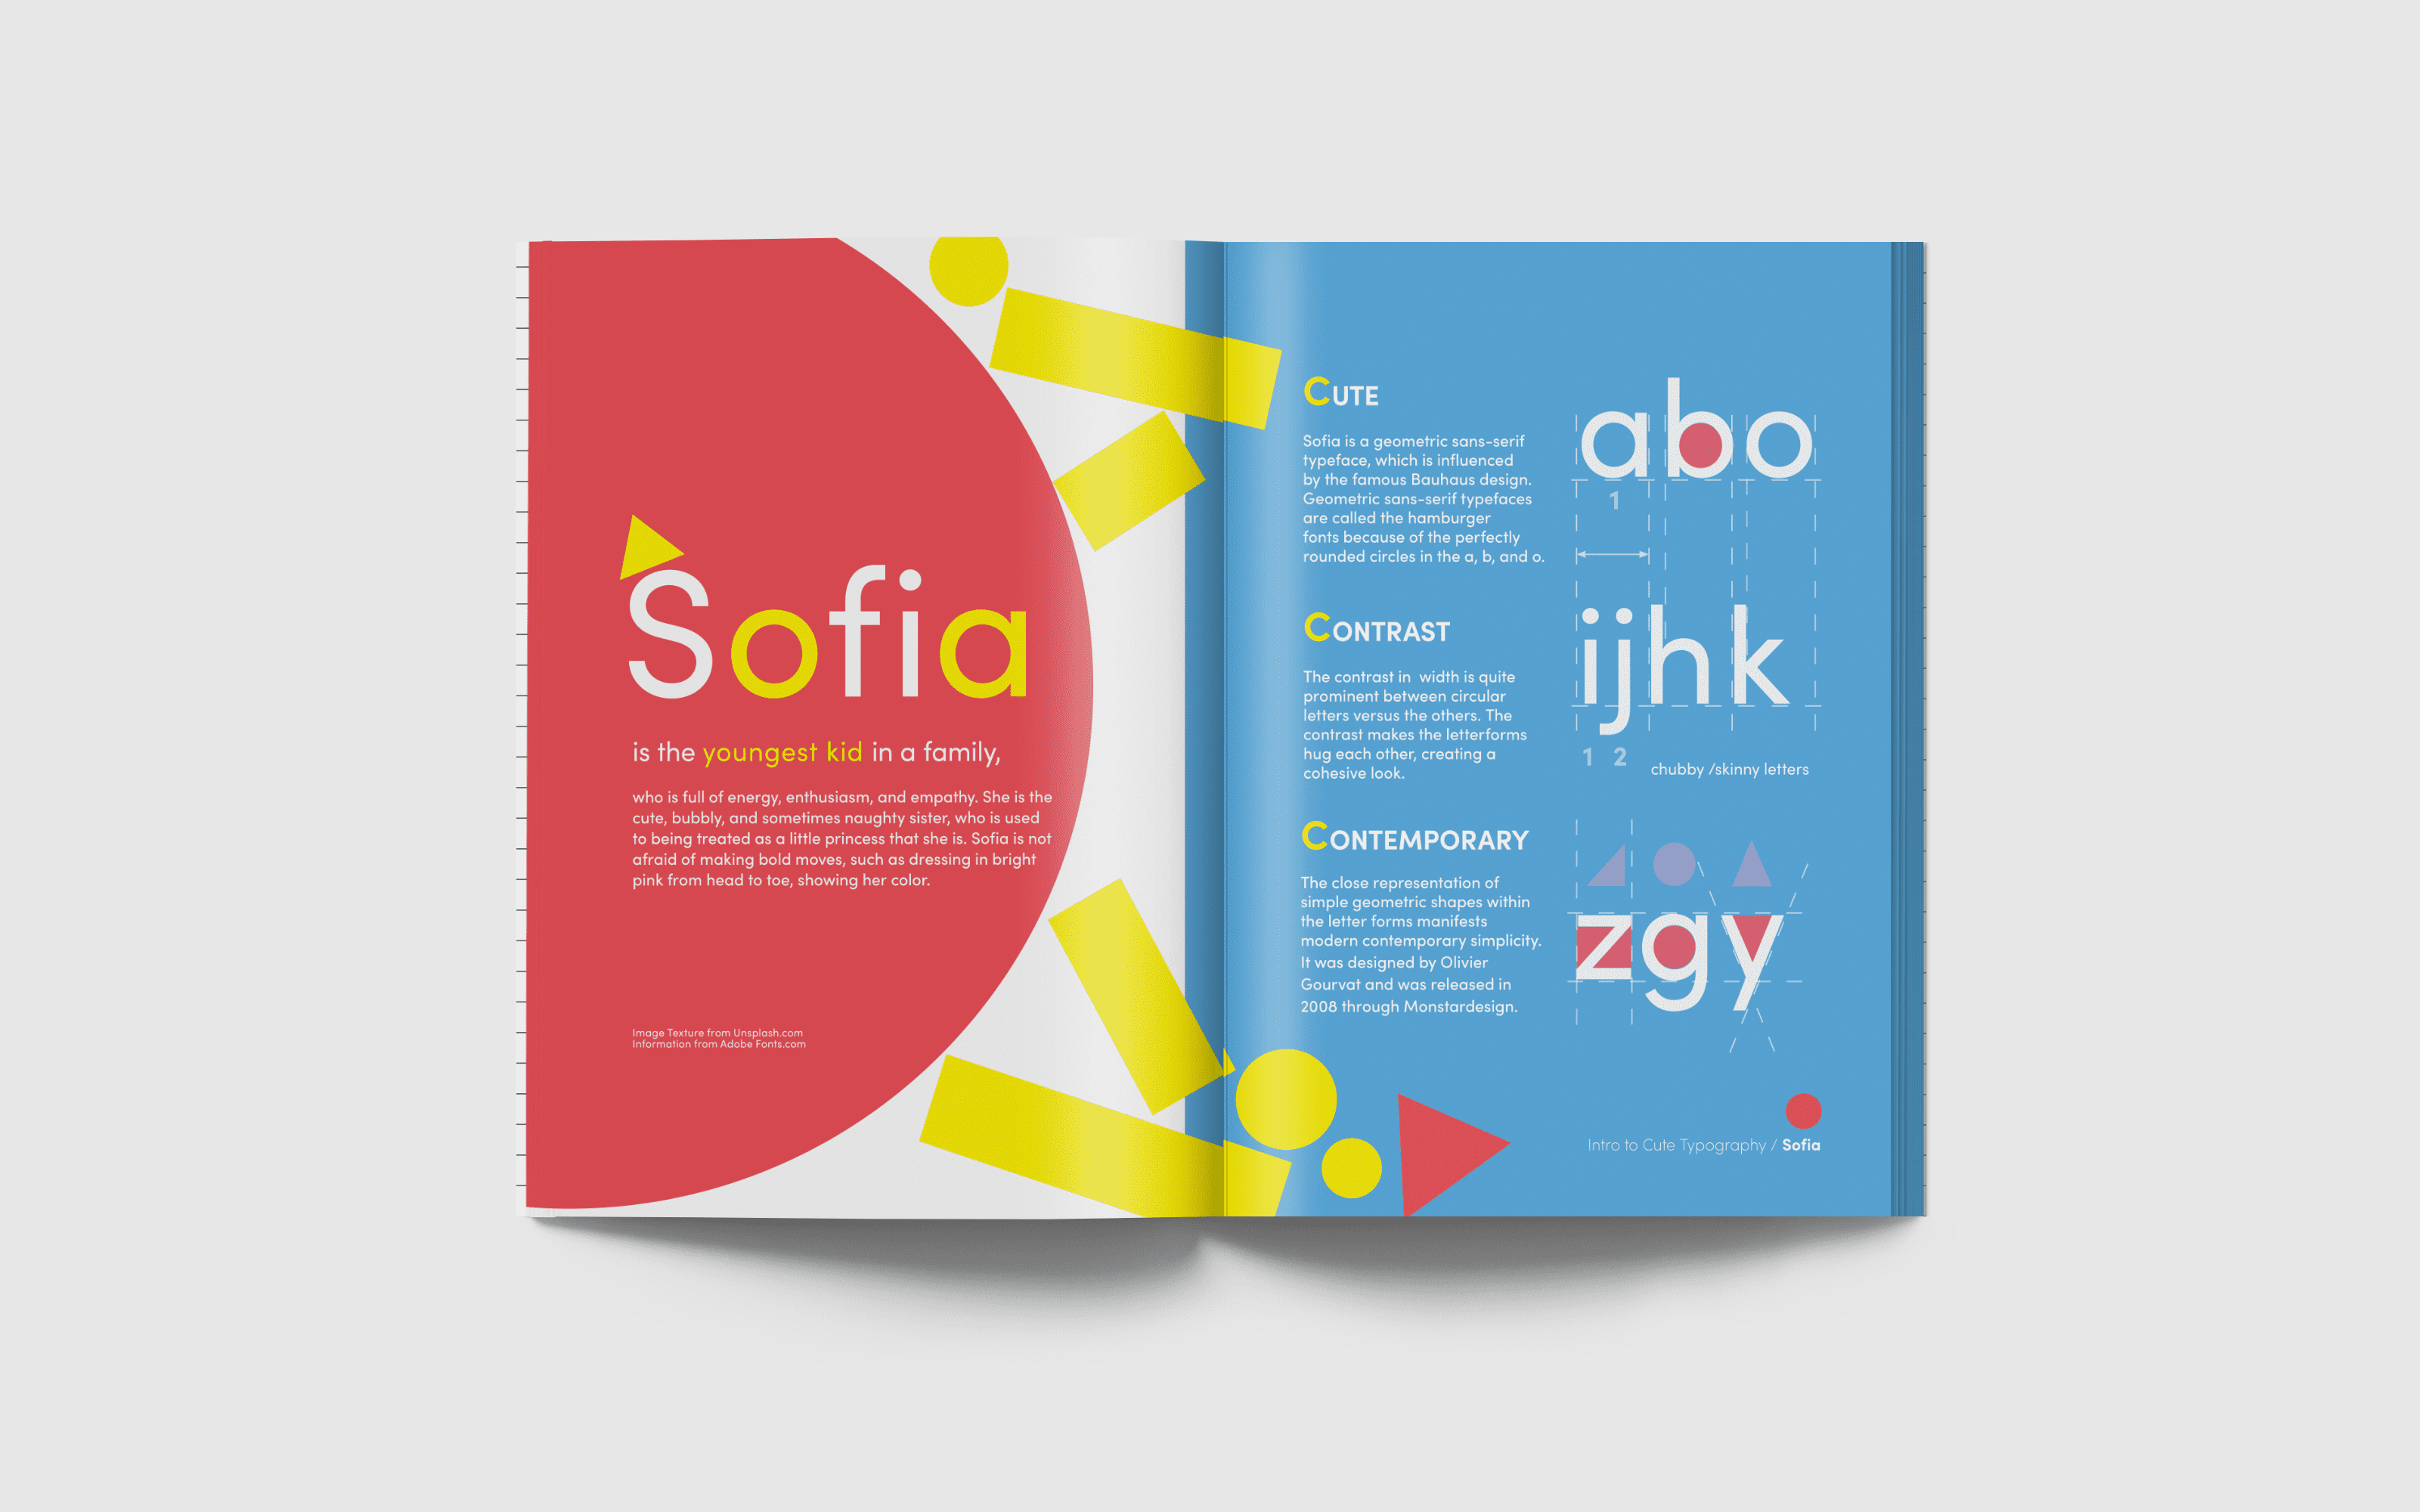 Sofia
is the youngest kid in a family,
who is full of energy, enthusiasm, and empathy. She is the
cute, bubbly, and sometimes naughty sister, who is used
to being treated as a little princess that she is. Sofia is not
afraid of making bold moves, such as dressing in bright
pink from head to toe, showing her color.
Image Texture from Unsplash.com
Information from Adobe Fonts.com
CUTE
Sofia is a geometric sans-serif
typeface, which is influenced
by the famous Bauhaus design.
Geometric sans-serif typefaces
are called the hamburger
fonts because of the perfectly
rounded circles in the a, b, and o.
abo
1
CONTRAST
The contrast in  width is quite
prominent between circular
letters versus the others. The
contrast makes the letterforms
hug each other, creating a
cohesive look.
ijhk
1 2
chubby /skinny letters
CONTEMPORARY
The close representation of
simple geometric shapes within
the letter forms manifests
modern contemporary simplicity.
It was designed by Olivier
Gourvat and was released in
2008 through Monstardesign.
zgy
Intro to Cute Typography / Sofia